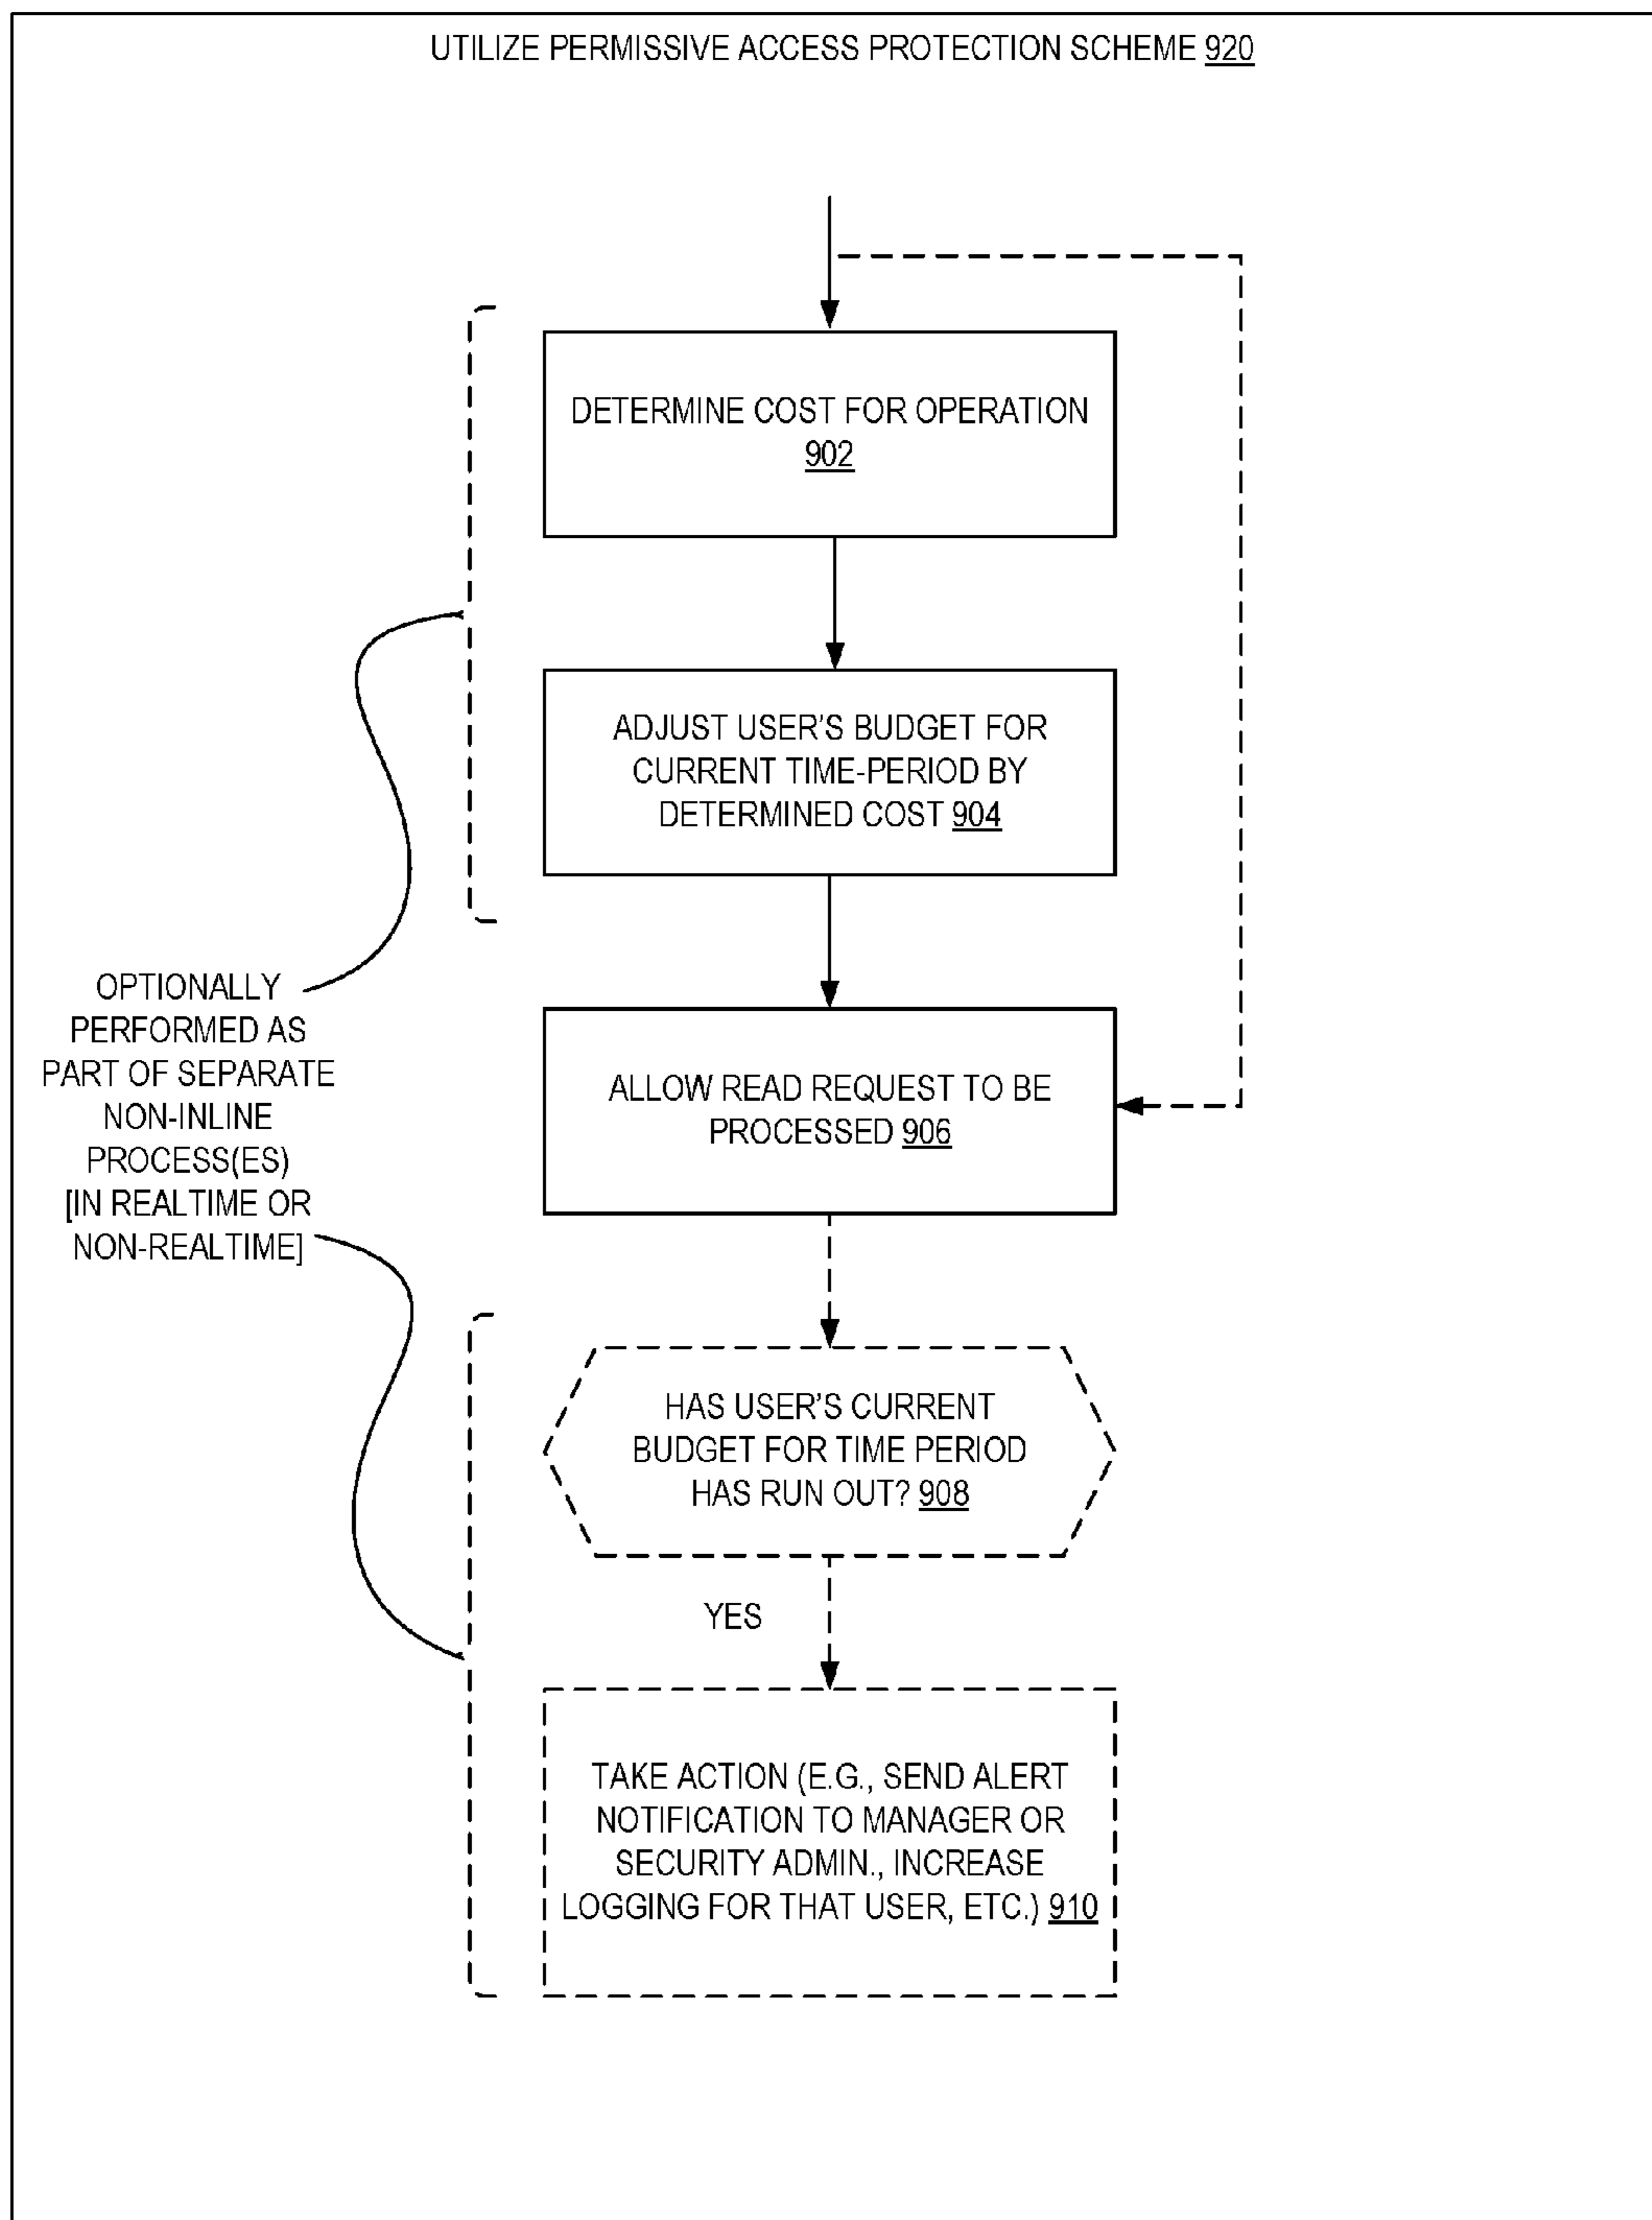 UTILIZE PERMISSIVE ACCESS PROTECTION SCHEME 920
DETERMINE COST FOR OPERATION
902
ADJUST USER'S BUDGET FOR
CURRENT TIME-PERIOD BY
DETERMINED COST 904
OPTIONALLY
PERFORMED AS
PART OF SEPARATE
NON-INLINE
PROCESS(ES)
[IN REALTIME OR
NON-REALTIME]
ALLOW READ REQUEST TO BE
PROCESSED 906
HAS USER'S CURRENT
BUDGET FOR TIME PERIOD
HAS RUN OUT? 908
YES
TAKE ACTION (E.G., SEND ALERT
NOTIFICATION TO MANAGER OR
SECURITY ADMIN., INCREASE
LOGGING FOR THAT USER, ETC.) 910